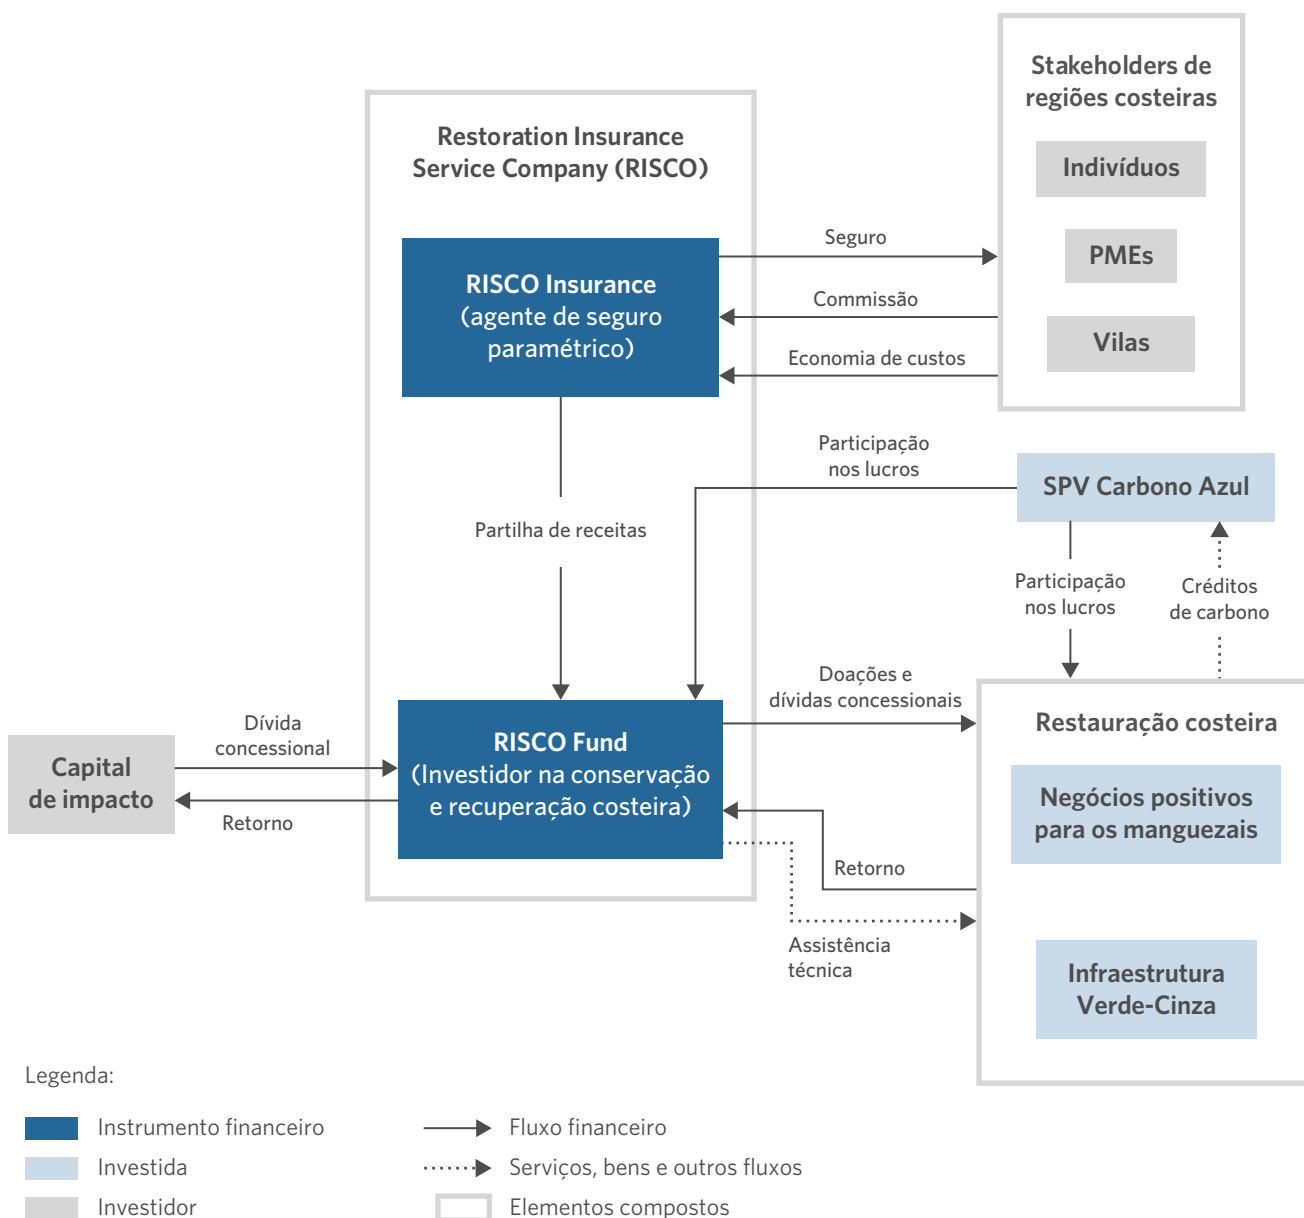 Stakeholders de
regiões costeiras
Indivíduos
PMEs
Vilas
Restoration Insurance
Service Company (RISCO)
RISCO Insurance
(agente de seguro
paramétrico)
Seguro
Commissão
Economia de custos
Participação
nos lucros
SPV Carbono Azul
Partilha de receitas
Participação
nos lucros
Créditos
de carbono
Doações e
dívidas concessionais
Dívida
concessional
Capital
de impacto
Retorno
RISCO Fund
(Investidor na conservação
e recuperação costeira)
Restauração costeira
Negócios positivos
para os manguezais
Retorno
Assistência
técnica
Infraestrutura
Verde-Cinza
Legenda:
Instrumento financeiro
Investida
Investidor
Fluxo financeiro
Serviços, bens e outros fluxos
Elementos compostos